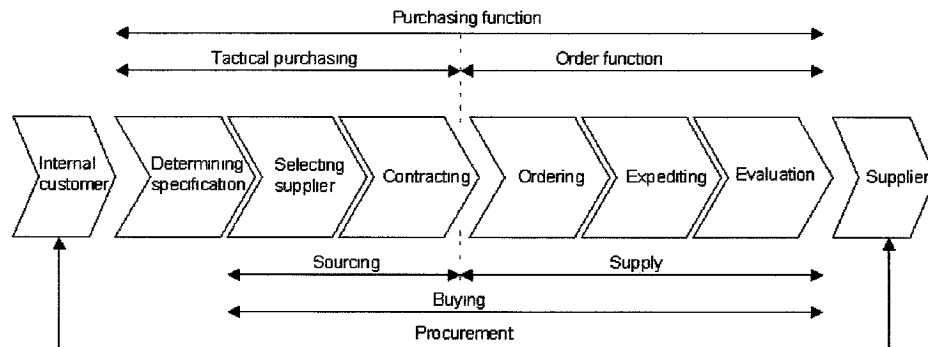 Purchasing function
Tactical purchasing
Order function
Internal
customer
Determining
specification
Selecting
supplier
Contracting
Ordering
Expediting
Evaluation
Supplier
Sourcing
Supply
Buying
Procurement